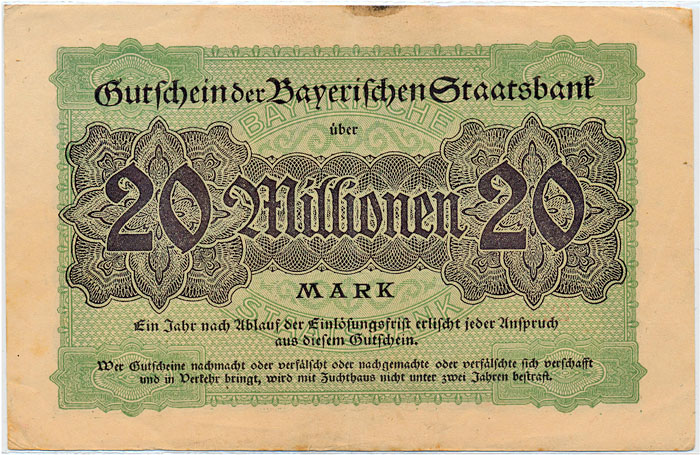 Gutschein der Bayerischen Staatsbank
BAYERISCHE
über
20 Millionen 20
MARK
STAATSBANK
Ein Jahr nach Ablauf der Einlösungsfrist erlischt jeder Anspruch
aus diesem Gutschein.
Wer Gutscheine nachmacht oder verfälscht oder nachgemachte oder verfälschte sich verschafft
und in Verkehr bringt, wird mit Zuchthaus nicht unter zwei Jahren bestraft.